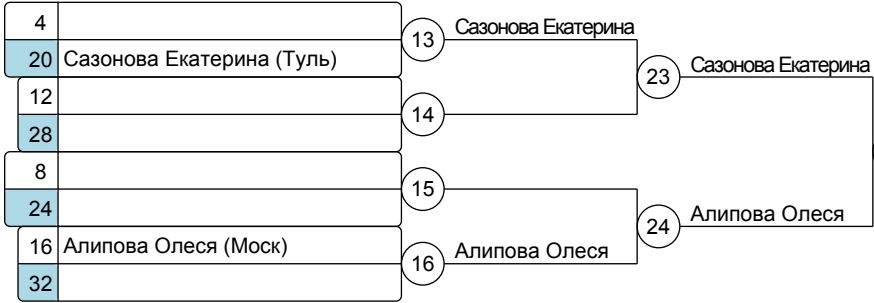 4
20 Сазонова Екатерина (Туль)
13 Сазонова Екатерина
12
28
14
23 Сазонова Екатерина
8
24
15
16 Алипова Олеся (Моск)
32
16 Алипова Олеся
24 Алипова Олеся